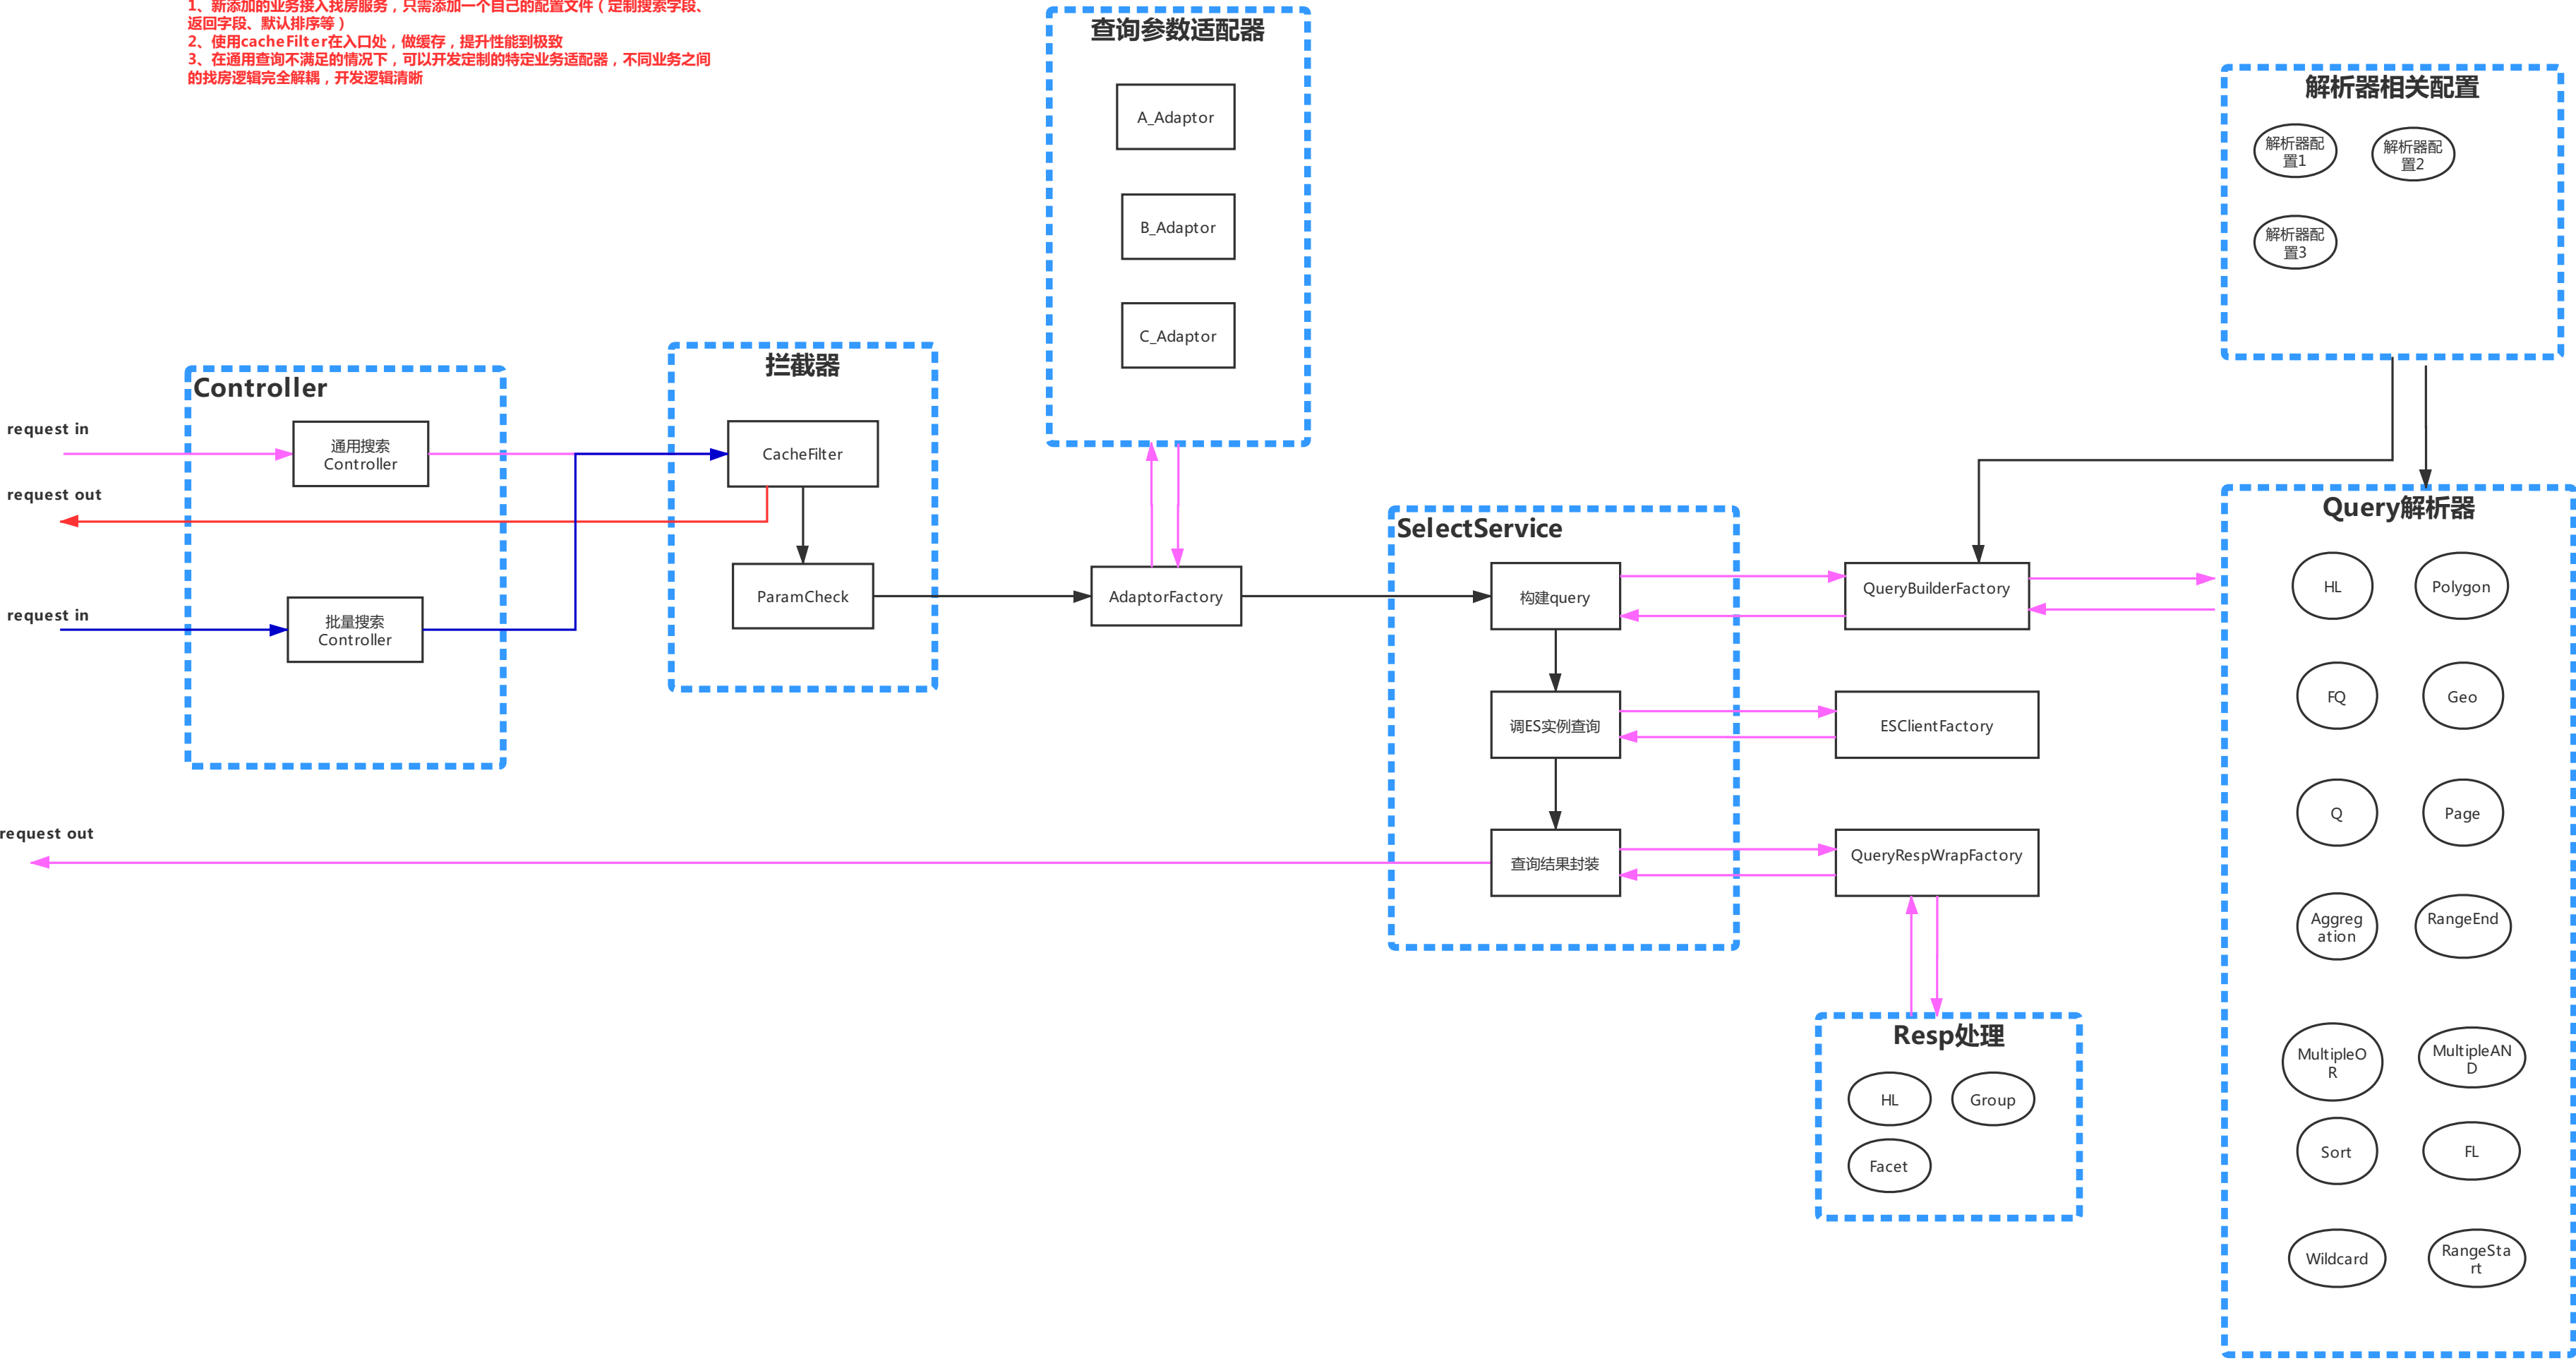 1、新添加的业务接入找房服务，只需添加一个自己的配置文件（定制搜索字段、
返回字段、默认排序等）
2、使用cacheFilter在入口处，做缓存，提升性能到极致
3、在通用查询不满足的情况下，可以开发定制的特定业务适配器，不同业务之间
的找房逻辑完全解耦，开发逻辑清晰
查询参数适配器
A_Adaptor
B_Adaptor
C_Adaptor
解析器相关配置
解析器配
置1
解析器配
置2
解析器配
置3
Controller
request in
通用搜索
Controller
request out
request in
批量搜索
Controller
拦截器
CacheFilter
ParamCheck
AdaptorFactory
SelectService
构建query
调ES实例查询
查询结果封装
request out
QueryBuilderFactory
ESClientFactory
QueryRespWrapFactory
Resp处理
HL
Group
Facet
Query解析器
HL
Polygon
FQ
Geo
Q
Page
Aggreg
ation
RangeEnd
MultipleO
R
MultipleAN
D
Sort
FL
Wildcard
RangeSta
rt